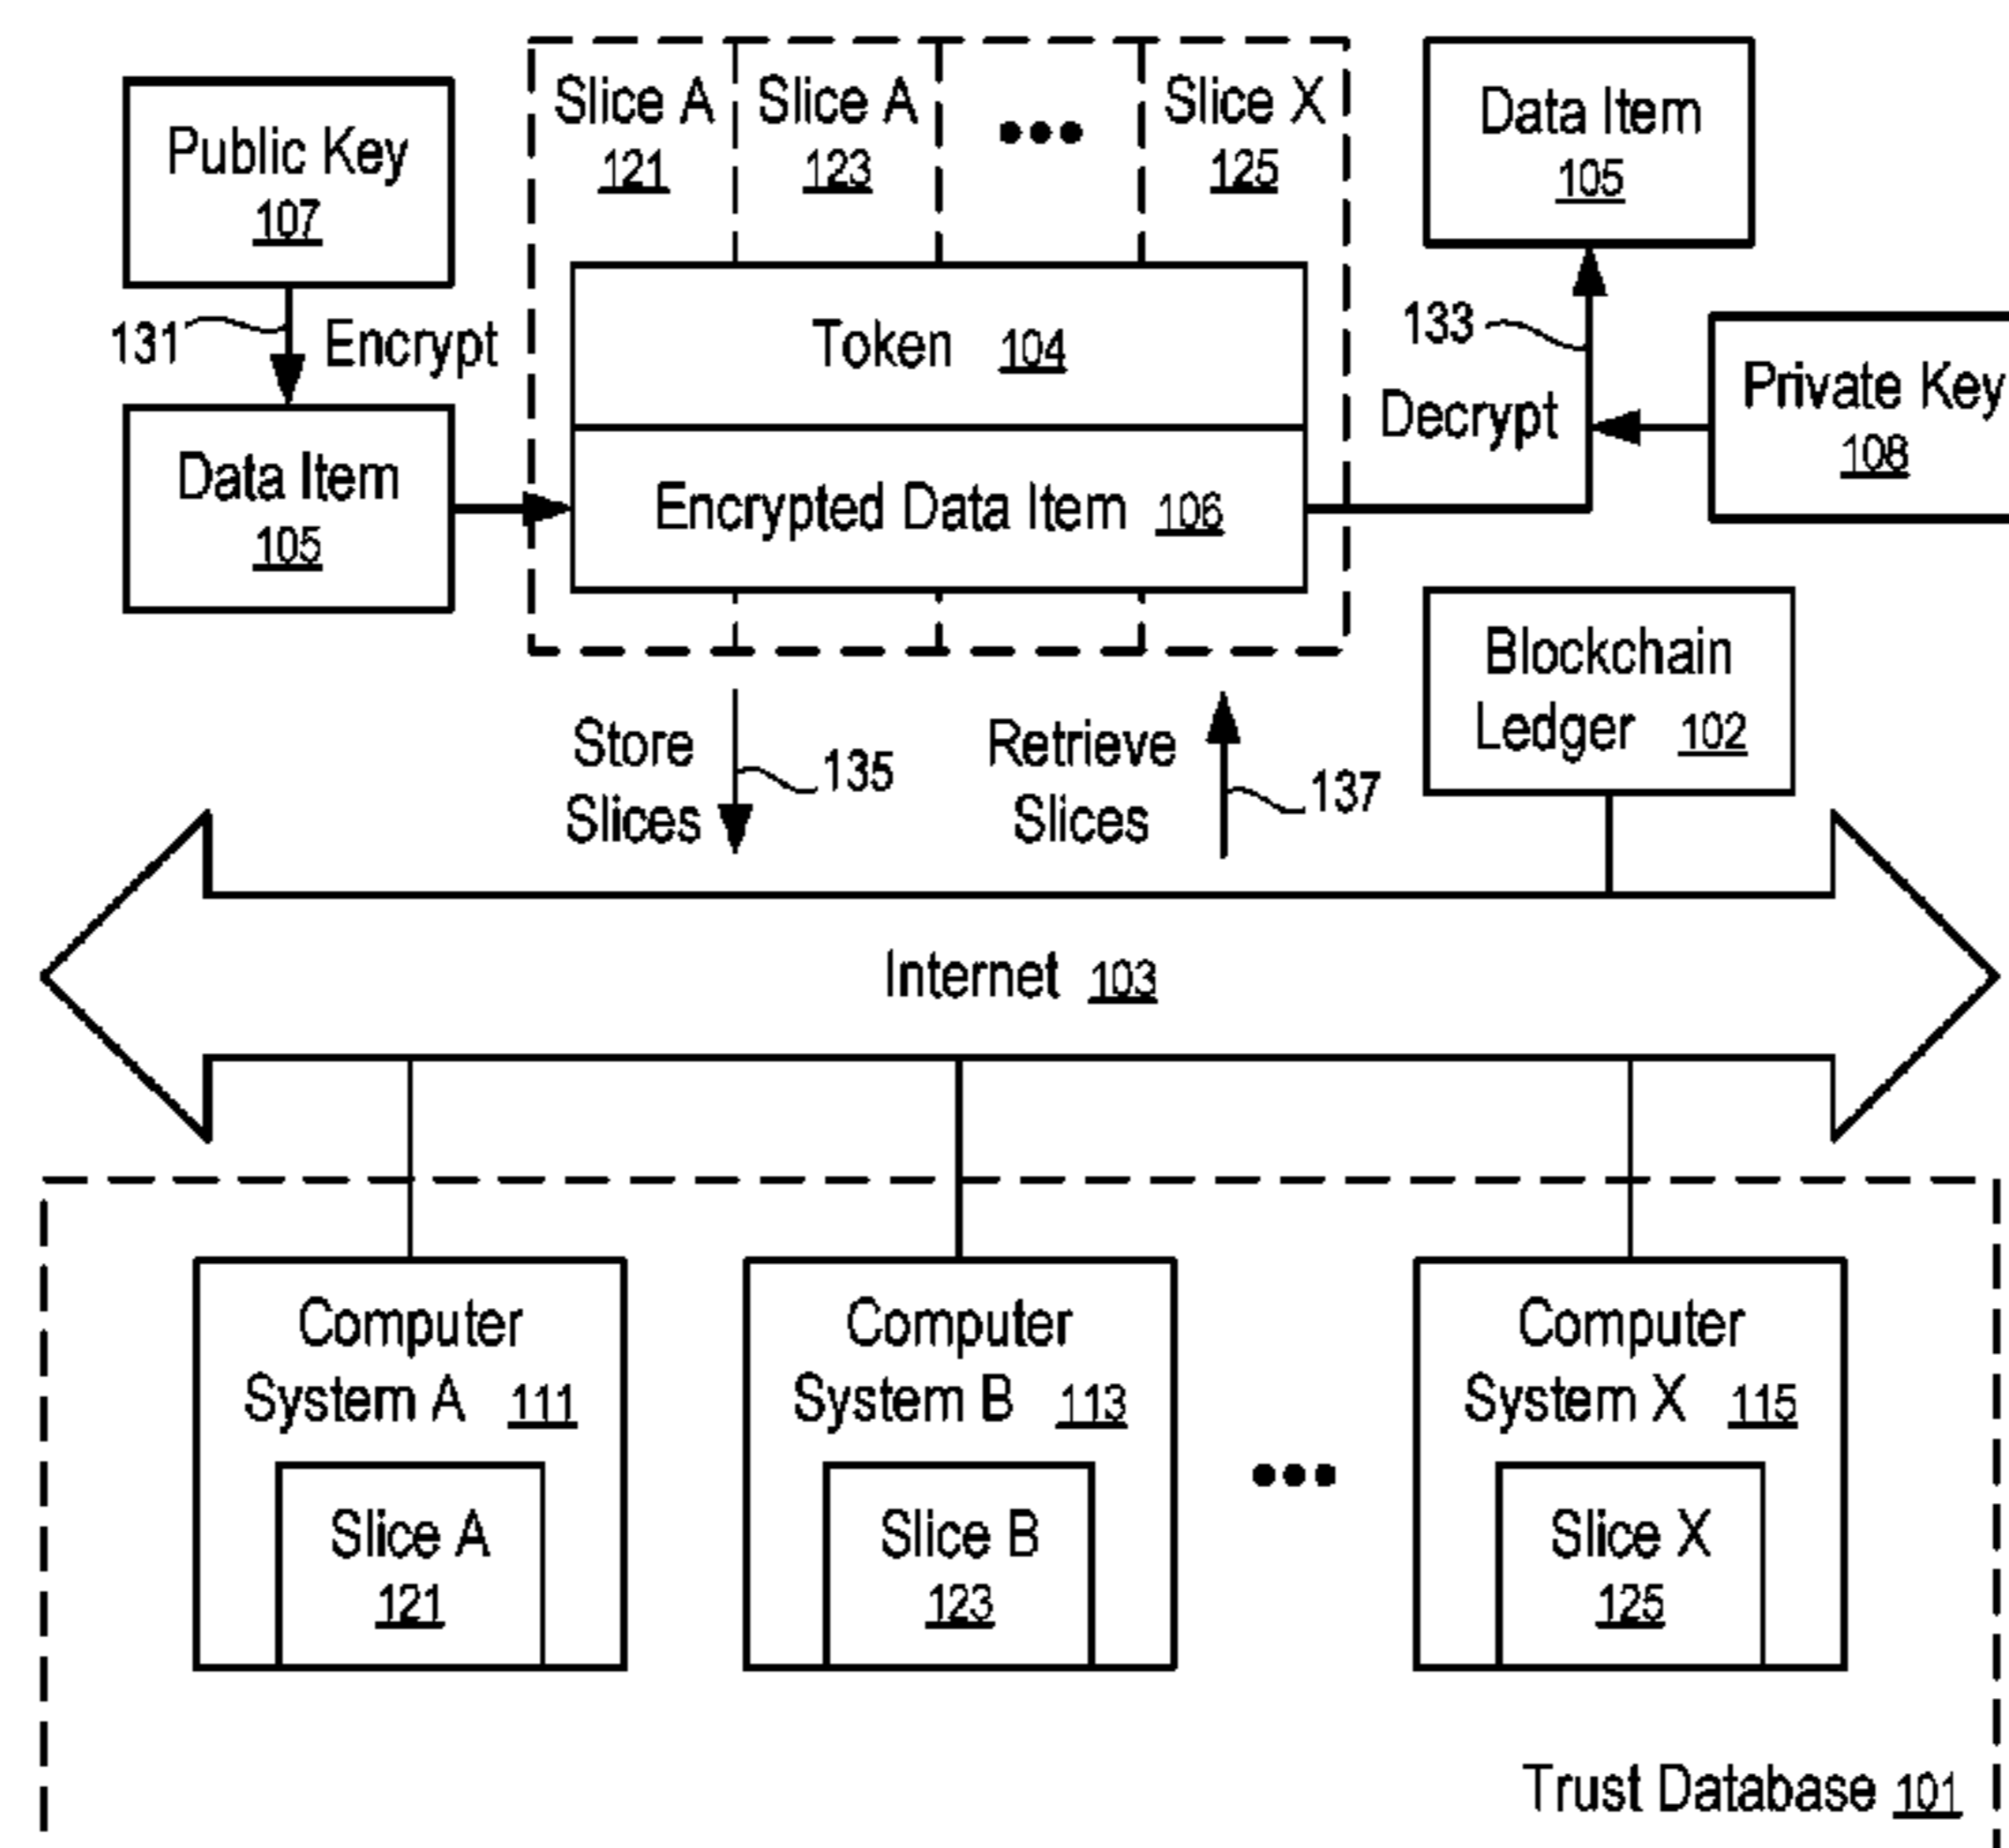 Public Key
107
131
Encrypt
Data Item
105
Slice A
121
Slice A
123
Slice X
125
Token 104
Encrypted Data Item 106
Data Item
105
133
Decrypt
Private Key
108
Store
Slices
135
Retrieve
Slices
137
Blockchain
Ledger 102
Internet 103
Computer
System A 111
Slice A
121
Computer
System B 113
Slice B
123
Computer
System X 115
Slice X
125
Trust Database 101